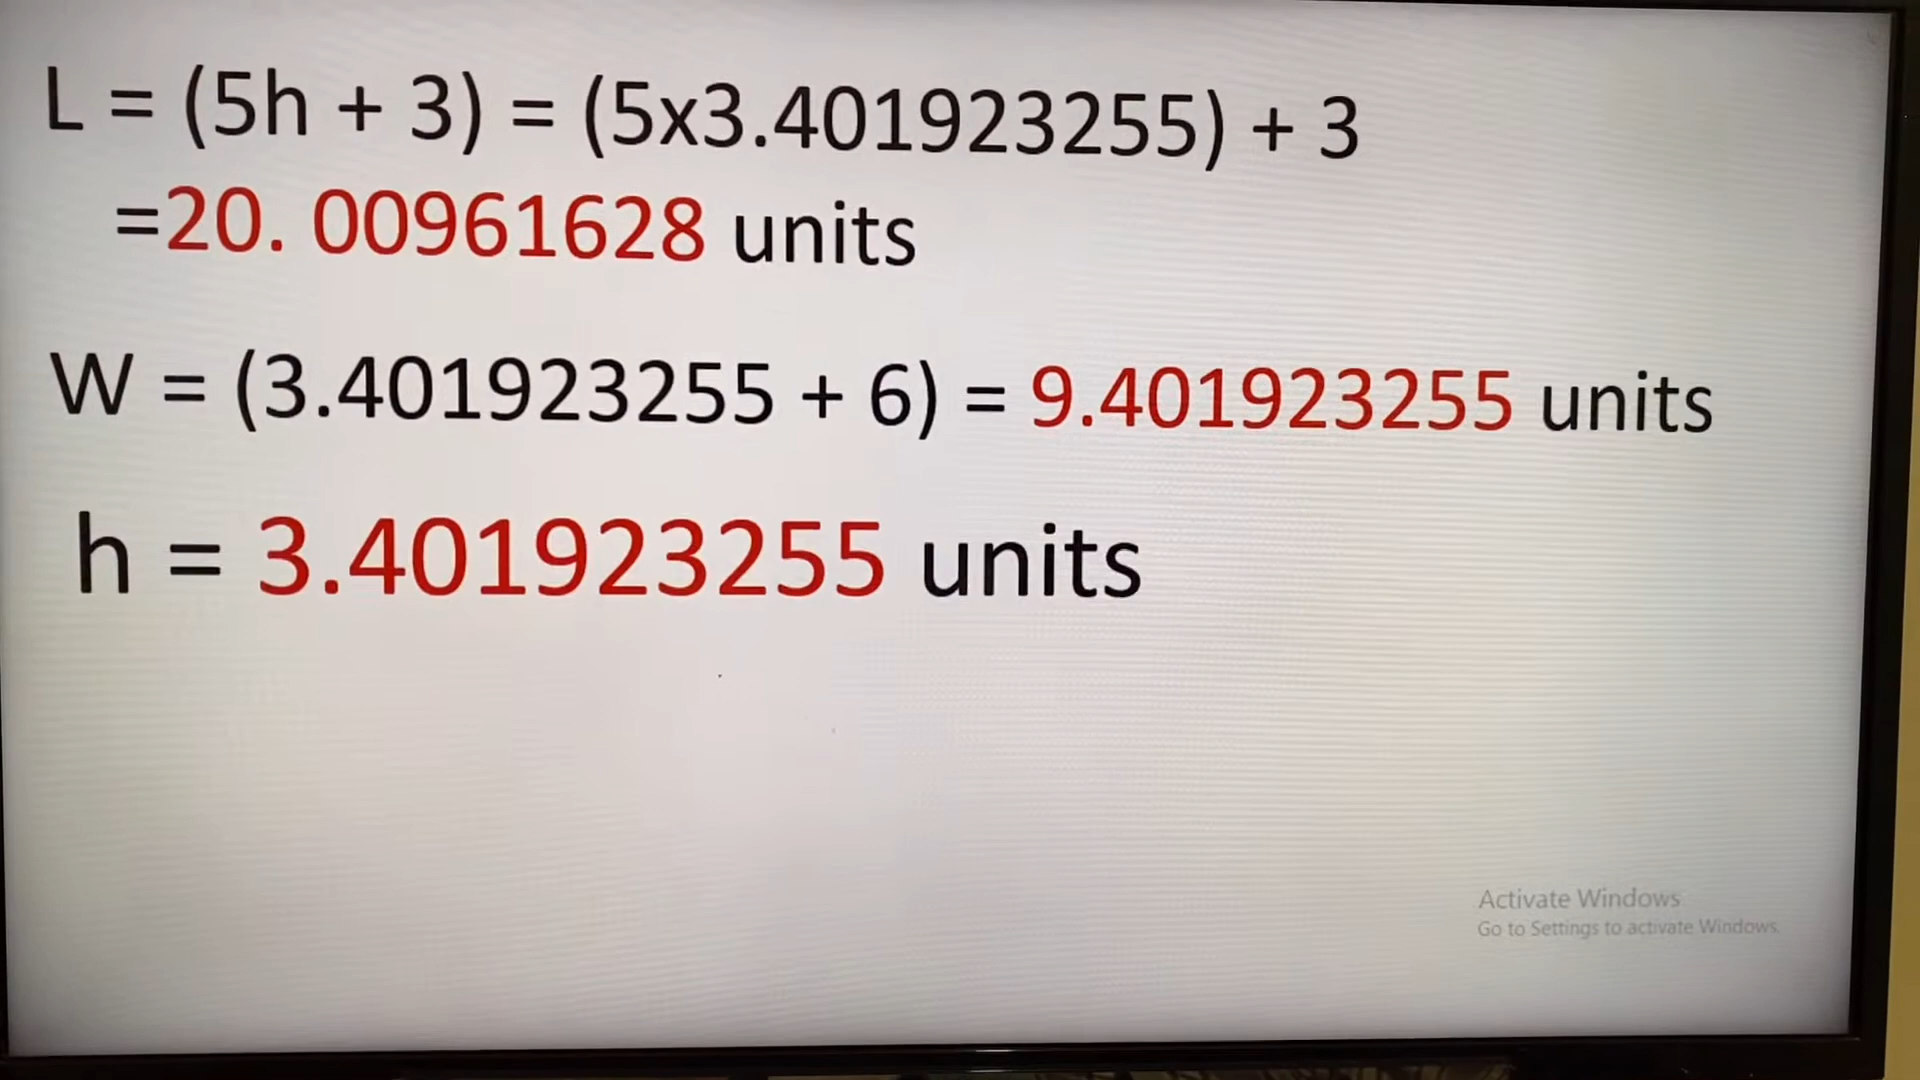 L = (5h + 3) = (5x3.401923255) + 3
=20. 00961628 units
W = (3.401923255 + 6) = 9.401923255 units
h = 3.401923255 units
Activate Windows
Go to Settings to activate Windows.